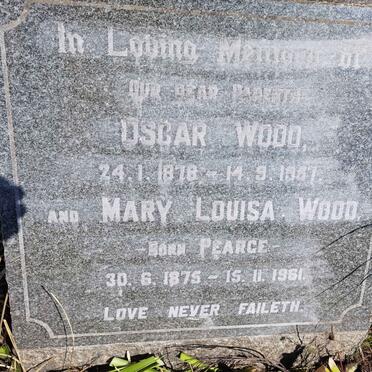 In Loving Memory of
OUR DEAR PARENTS
OSCAR WOOD,
24.1.1878 - 14.9.1947.
AND MARY LOUISA WOOD,
- BORN PEARCE -
30.6.1875 - 15.11.1961.
LOVE NEVER FAILETH.